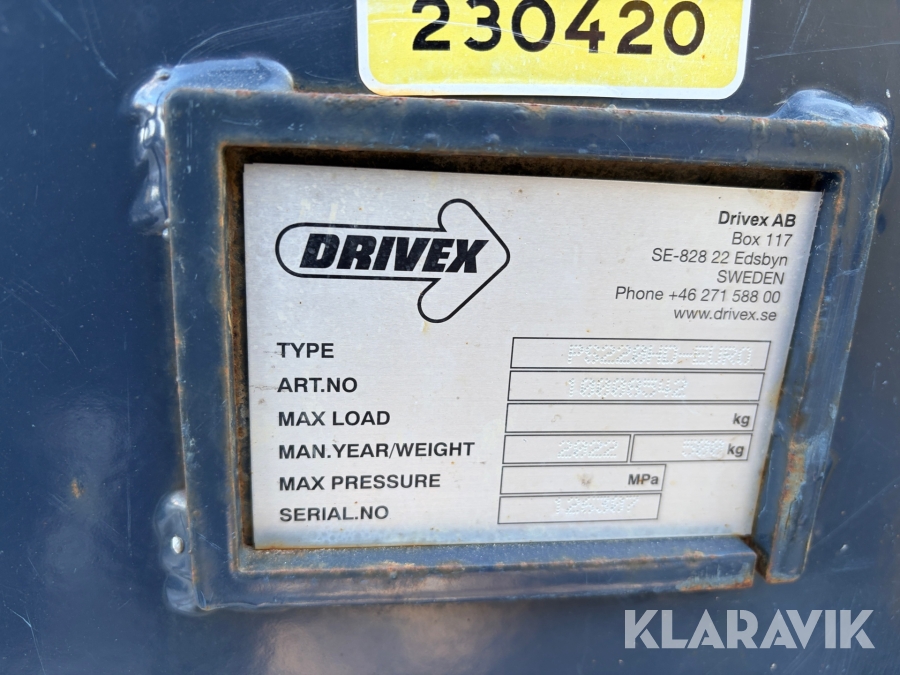 230420
DRIVEX
Drivex AB
Box 117
SE-828 22 Edsbyn
SWEDEN
Phone +46 271 588 00
www.drivex.se
TYPE
ART.NO
MAX LOAD kg
MAN.YEAR/WEIGHT 2022 kg
MAX PRESSURE MPa
SERIAL.NO
KLARAVIK